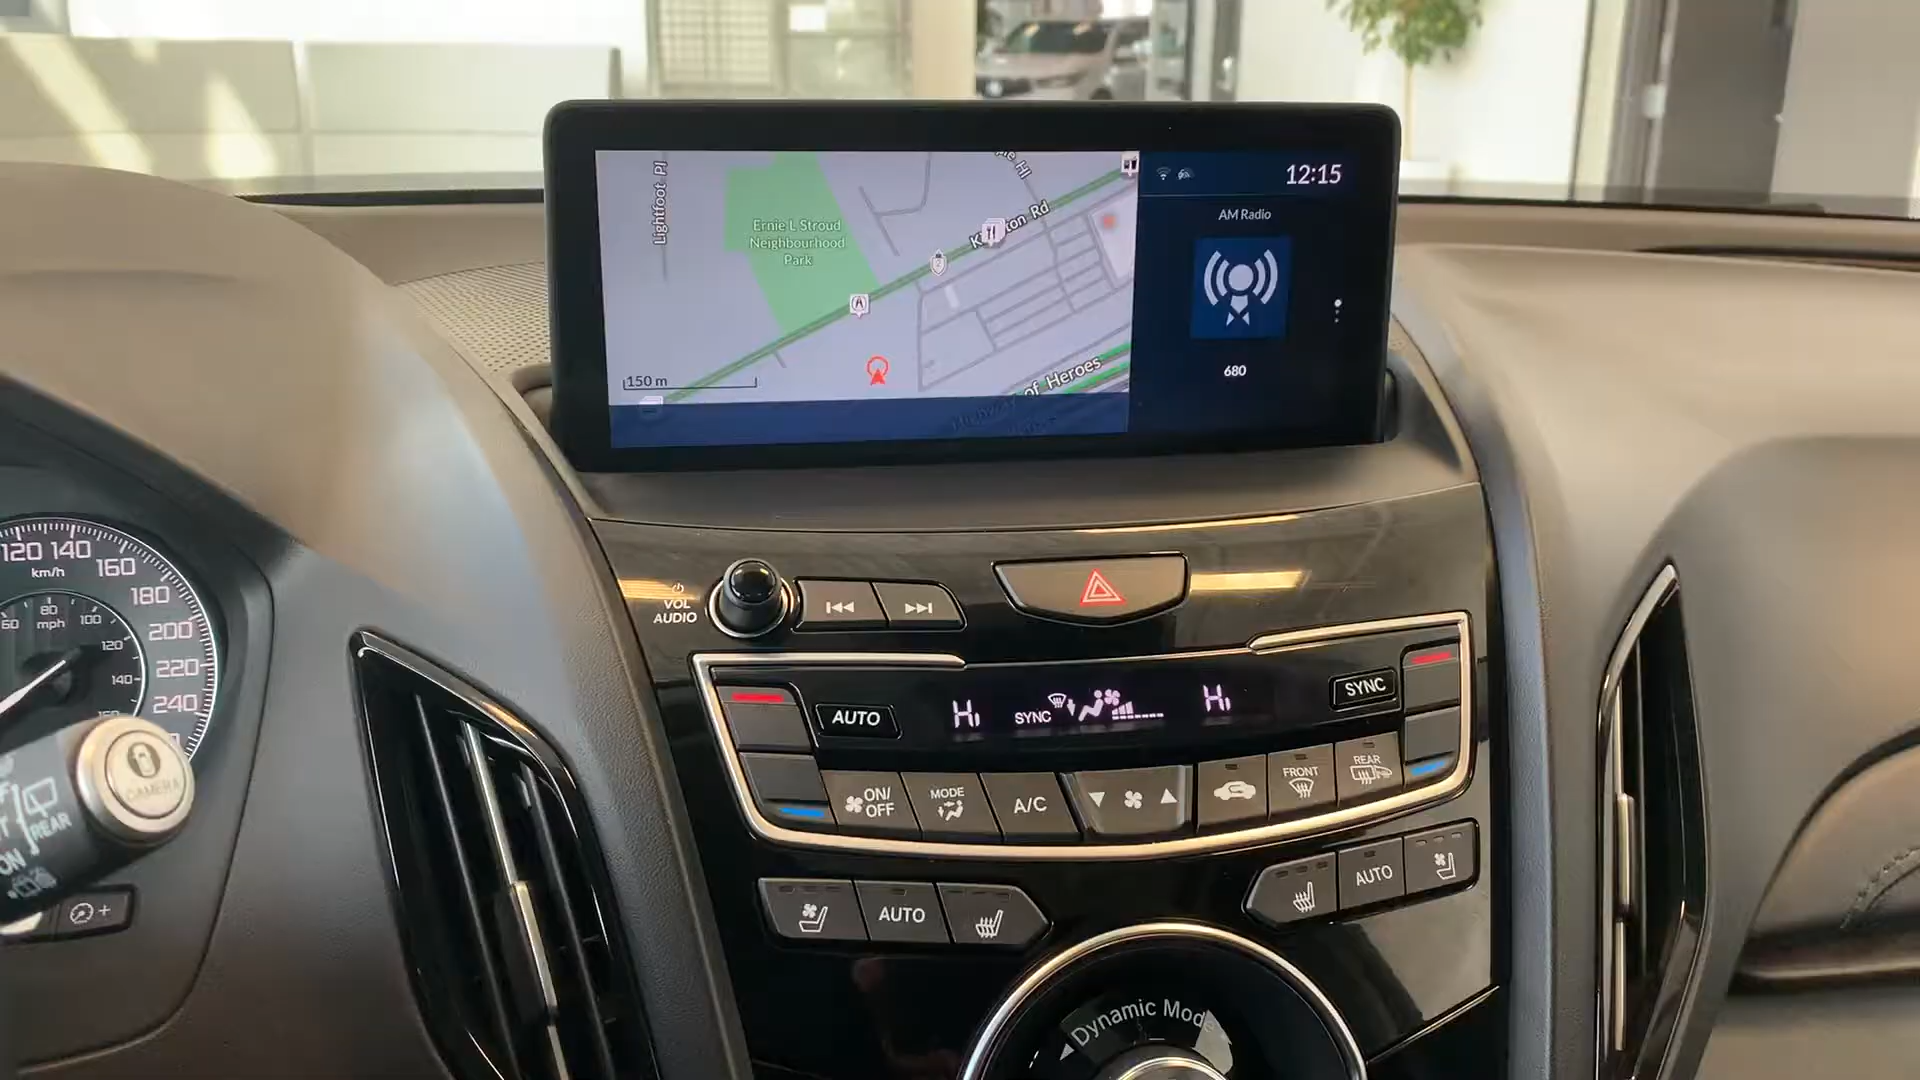 Lightfoot Pl
Ernie L Stroud
Neighbourhood
Park
Rd
150 m
of Heroes
12:15
AM Radio
680
120 140
km/h
160
180
200
220
240
60
80
mph
100
120
140
VOL
AUDIO
AUTO
Hi
SYNC
Hi
SYNC
ON/
OFF
MODE
A/C
FRONT
REAR
AUTO
AUTO
Dynamic Mode
CAMERA
REAR
ON
+